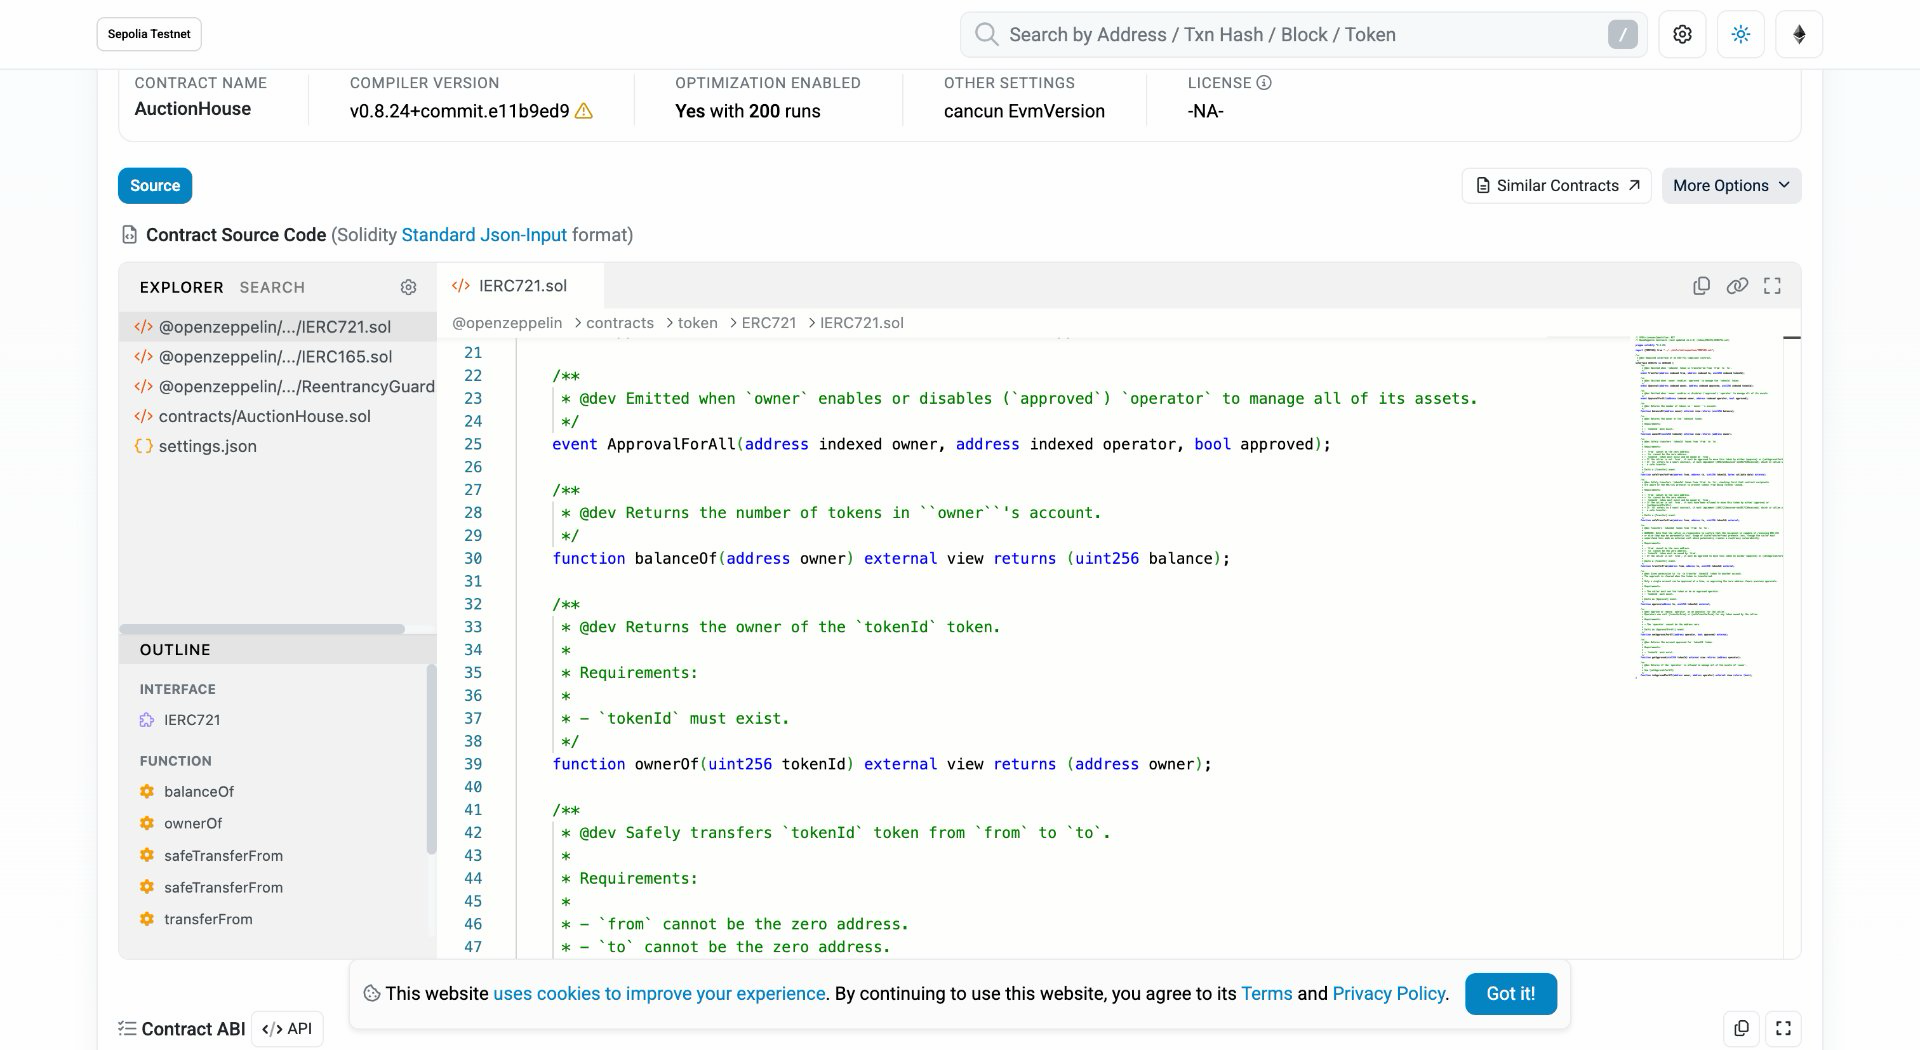 Sepolia Testnet
Search by Address / Txn Hash / Block / Token
/
CONTRACT NAME
AuctionHouse
COMPILER VERSION
v0.8.24+commit.e11b9ed9
OPTIMIZATION ENABLED
Yes with 200 runs
OTHER SETTINGS
cancun EvmVersion
LICENSE
-NA-
Source
Similar Contracts
More Options
Contract Source Code (Solidity Standard Json-Input format)
EXPLORER
SEARCH
</> @openzeppelin/.../IERC721.sol
</> @openzeppelin/.../IERC165.sol
</> @openzeppelin/.../ReentrancyGuard
</> contracts/AuctionHouse.sol
{} settings.json
OUTLINE
INTERFACE
IERC721
FUNCTION
balanceOf
ownerOf
safeTransferFrom
safeTransferFrom
transferFrom
</> IERC721.sol
@openzeppelin > contracts > token > ERC721 > IERC721.sol
21
22 /**
23 * @dev Emitted when `owner` enables or disables (`approved`) `operator` to manage all of its assets.
24 */
25 event ApprovalForAll(address indexed owner, address indexed operator, bool approved);
26
27 /**
28 * @dev Returns the number of tokens in ``owner``'s account.
29 */
30 function balanceOf(address owner) external view returns (uint256 balance);
31
32 /**
33 * @dev Returns the owner of the `tokenId` token.
34 *
35 * Requirements:
36 *
37 * - `tokenId` must exist.
38 */
39 function ownerOf(uint256 tokenId) external view returns (address owner);
40
41 /**
42 * @dev Safely transfers `tokenId` token from `from` to `to`.
43 *
44 * Requirements:
45 *
46 * - `from` cannot be the zero address.
47 * - `to` cannot be the zero address.
This website uses cookies to improve your experience. By continuing to use this website, you agree to its Terms and Privacy Policy.
Got it!
Contract ABI
</> API